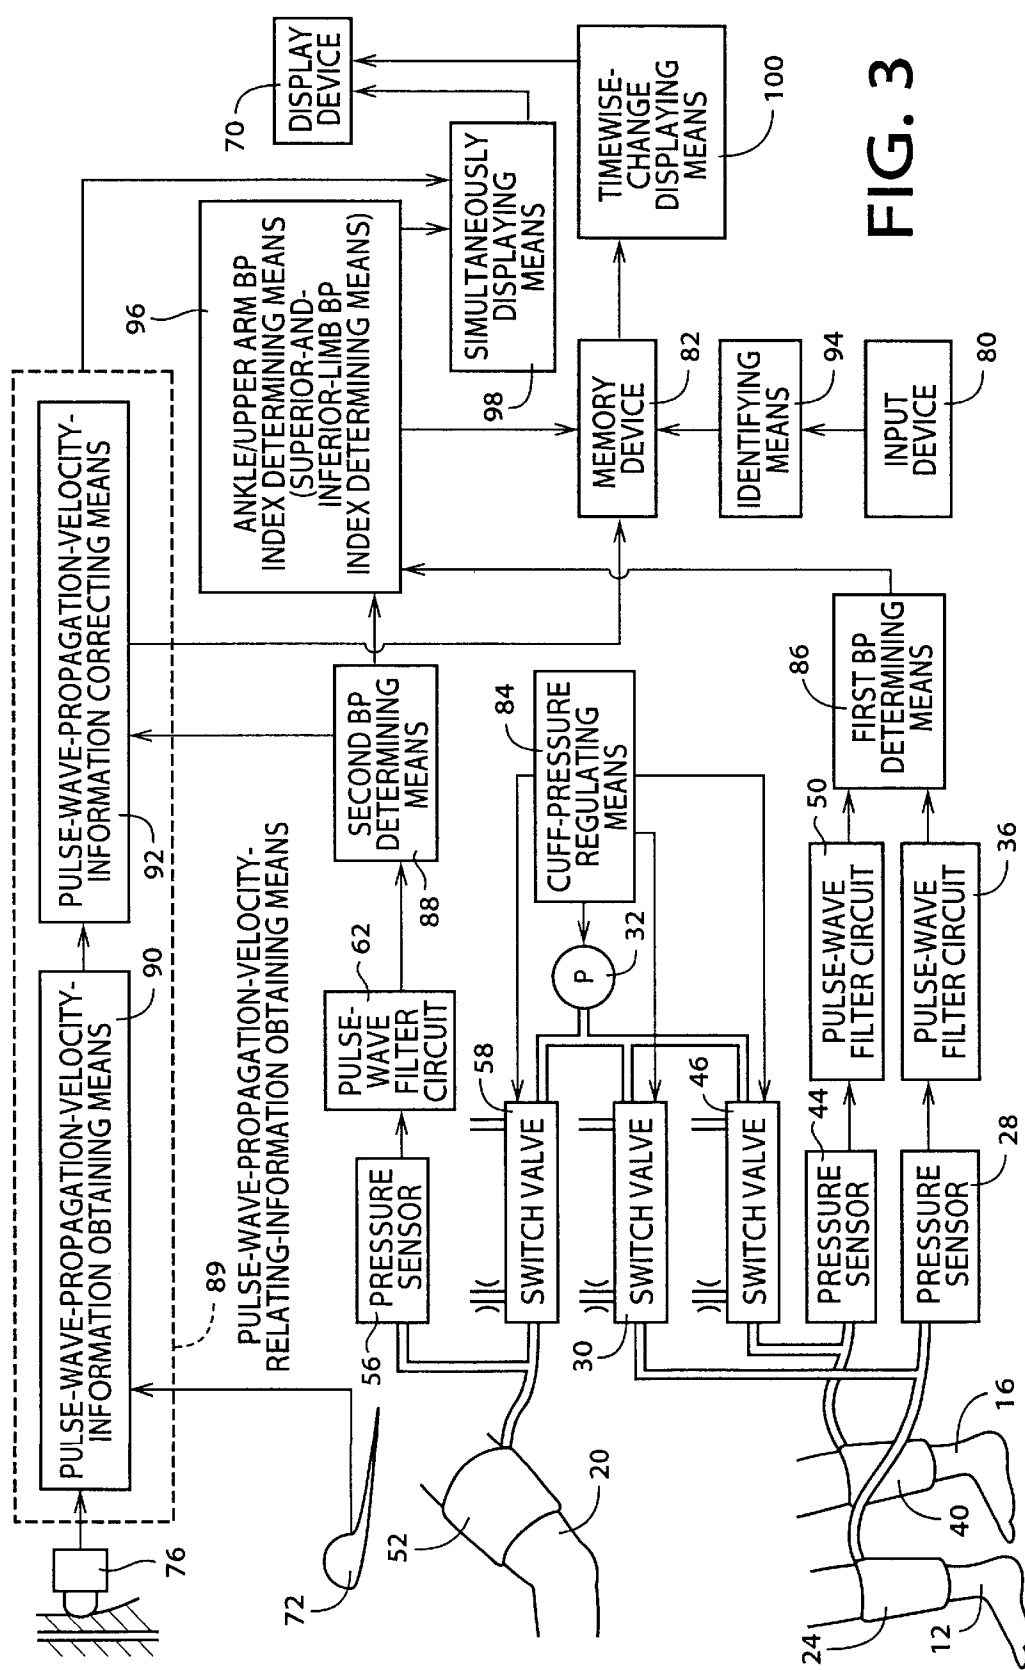 76
PULSE-WAVE-PROPAGATION-VELOCITY-
INFORMATION OBTAINING MEANS
90
PULSE-WAVE-PROPAGATION-VELOCITY-
INFORMATION CORRECTING MEANS
92
89
PULSE-WAVE-PROPAGATION-VELOCITY-
RELATING-INFORMATION OBTAINING MEANS
72
56
PRESSURE
SENSOR
62
PULSE-
WAVE
FILTER
CIRCUIT
88
SECOND BP
DETERMINING
MEANS
96
ANKLE/UPPER ARM BP
INDEX DETERMINING MEANS
(SUPERIOR-AND-
INFERIOR-LIMB BP
INDEX DETERMINING MEANS)
70
DISPLAY
DEVICE
98
SIMULTANEOUSLY
DISPLAYING
MEANS
52
20
SWITCH VALVE
58
30
SWITCH VALVE
SWITCH VALVE
46
P
32
84
CUFF-PRESSURE
REGULATING
MEANS
MEMORY
DEVICE
82
TIMEWISE-
CHANGE
DISPLAYING
MEANS
100
IDENTIFYING
MEANS
94
INPUT
DEVICE
80
24
12
40
16
PRESSURE
SENSOR
44
PRESSURE
SENSOR
28
PULSE-WAVE
FILTER CIRCUIT
50
PULSE-WAVE
FILTER CIRCUIT
36
86
FIRST BP
DETERMINING
MEANS
FIG. 3